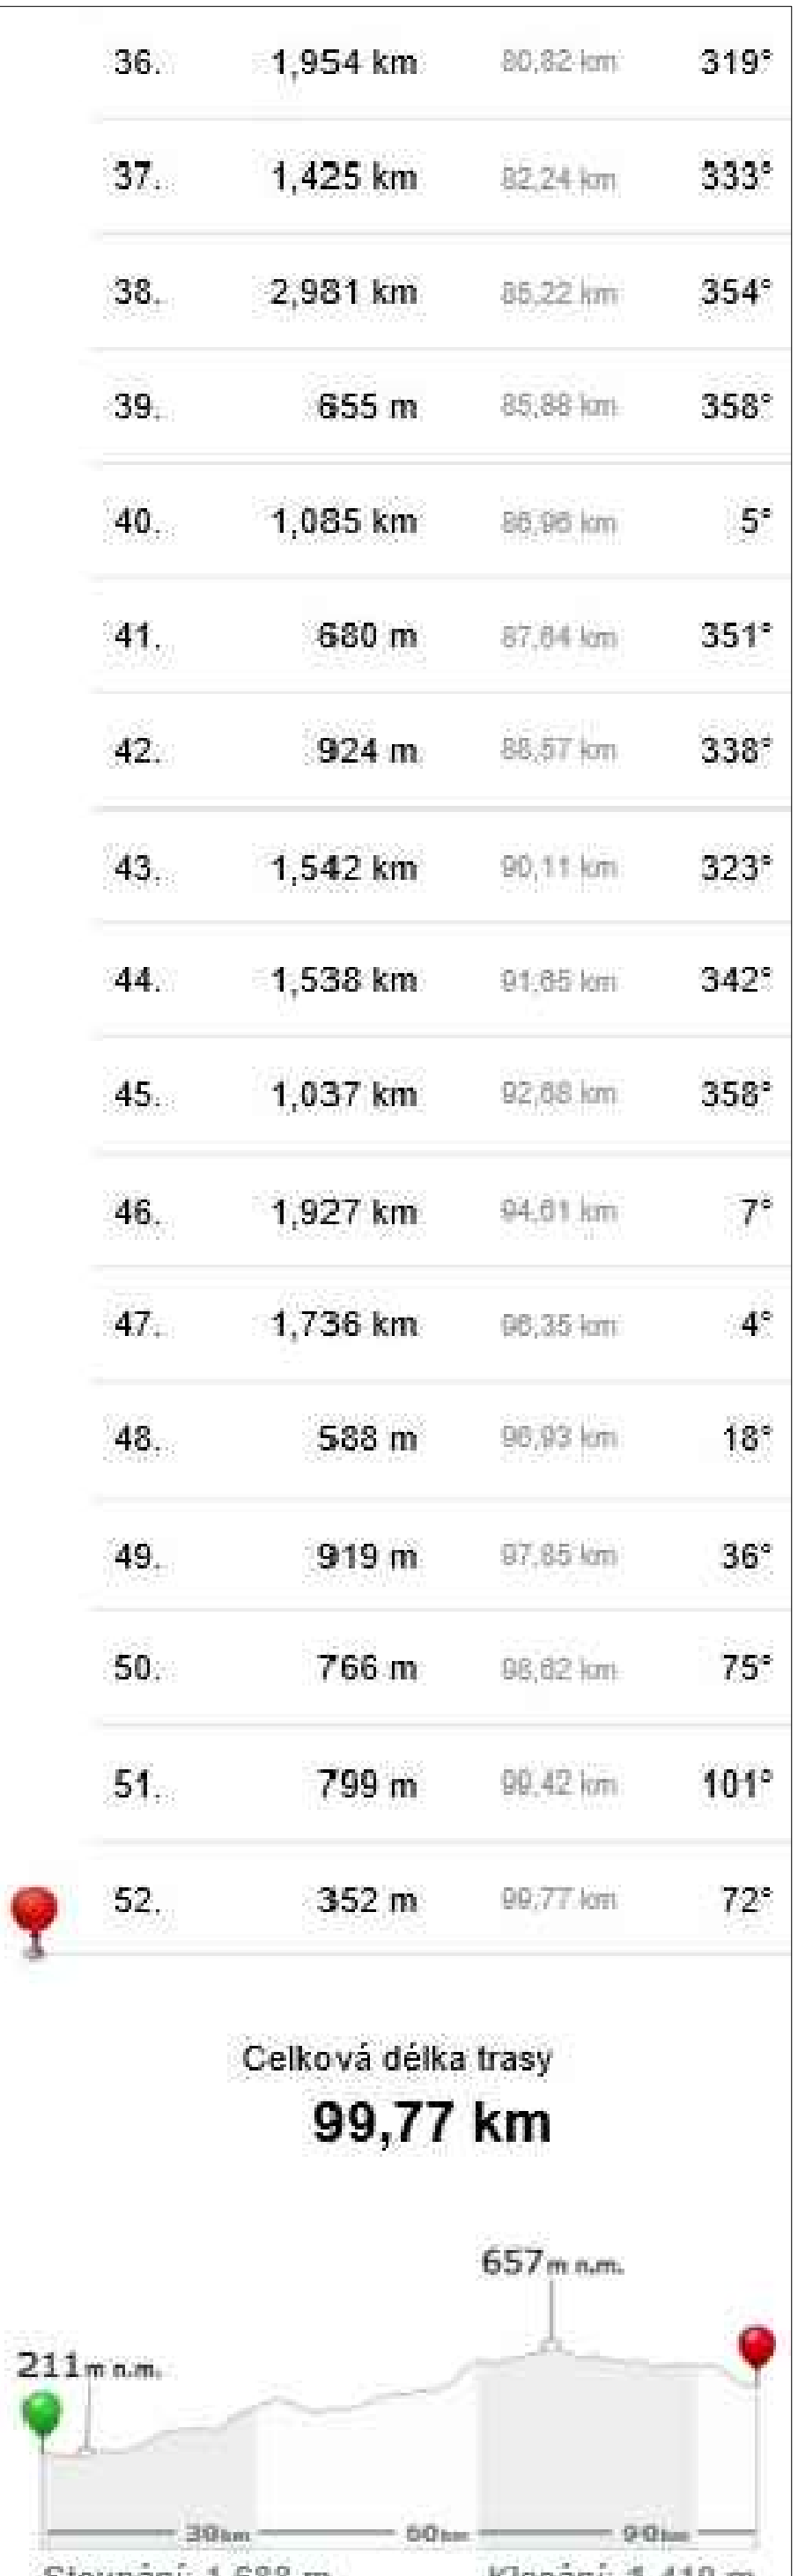 36. 1,954 km 80,82 km 319°
37. 1,425 km 82,24 km 333°
38. 2,981 km 85,22 km 354°
39. 655 m 85,88 km 358°
40. 1,085 km 86,96 km 5°
41. 680 m 87,64 km 351°
42. 924 m 88,57 km 338°
43. 1,542 km 90,11 km 323°
44. 1,538 km 91,65 km 342°
45. 1,037 km 92,68 km 358°
46. 1,927 km 94,61 km 7°
47. 1,736 km 96,35 km 4°
48. 588 m 96,93 km 18°
49. 919 m 97,85 km 36°
50. 766 m 98,62 km 75°
51. 799 m 99,42 km 101°
52. 352 m 99,77 km 72°
Celková délka trasy
99,77 km
657 m n.m.
211 m n.m.
30km 60km 90km